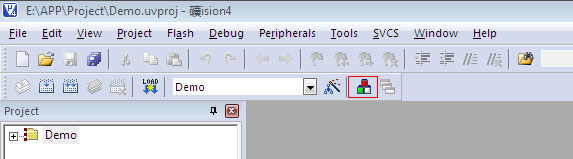 E:\APP\Project\Demo.uvproj - 礦ision4
File Edit View Project Flash Debug Peripherals Tools SVCS Window Help
LOAD Demo
Project
Demo